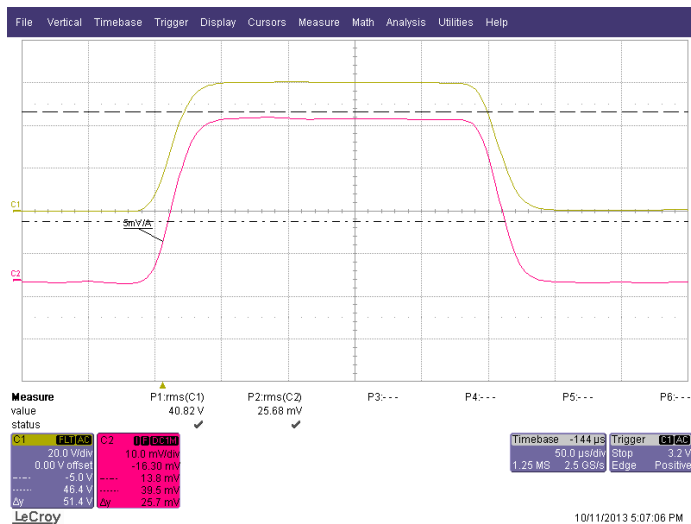 File Vertical Timebase Trigger Display Cursors Measure Math Analysis Utilities Help
C1
5mV/A
C2
Measure P1:rms(C1) P2:rms(C2) P3:--- P4:--- P5:--- P6:---
value 40.82 V 25.68 mV
status
C1 FLT AC
20.0 V/div
0.00 V offset
-5.0 V
46.4 V
Δy 51.4 V
C2 DC1M
10.0 mV/div
-16.30 mV
13.8 mV
39.5 mV
Δy 25.7 mV
Timebase -144 µs
50.0 µs/div
1.25 MS 2.5 GS/s
Trigger C1 AC
Stop 3.2 V
Edge Positive
LeCroy
10/11/2013 5:07:06 PM